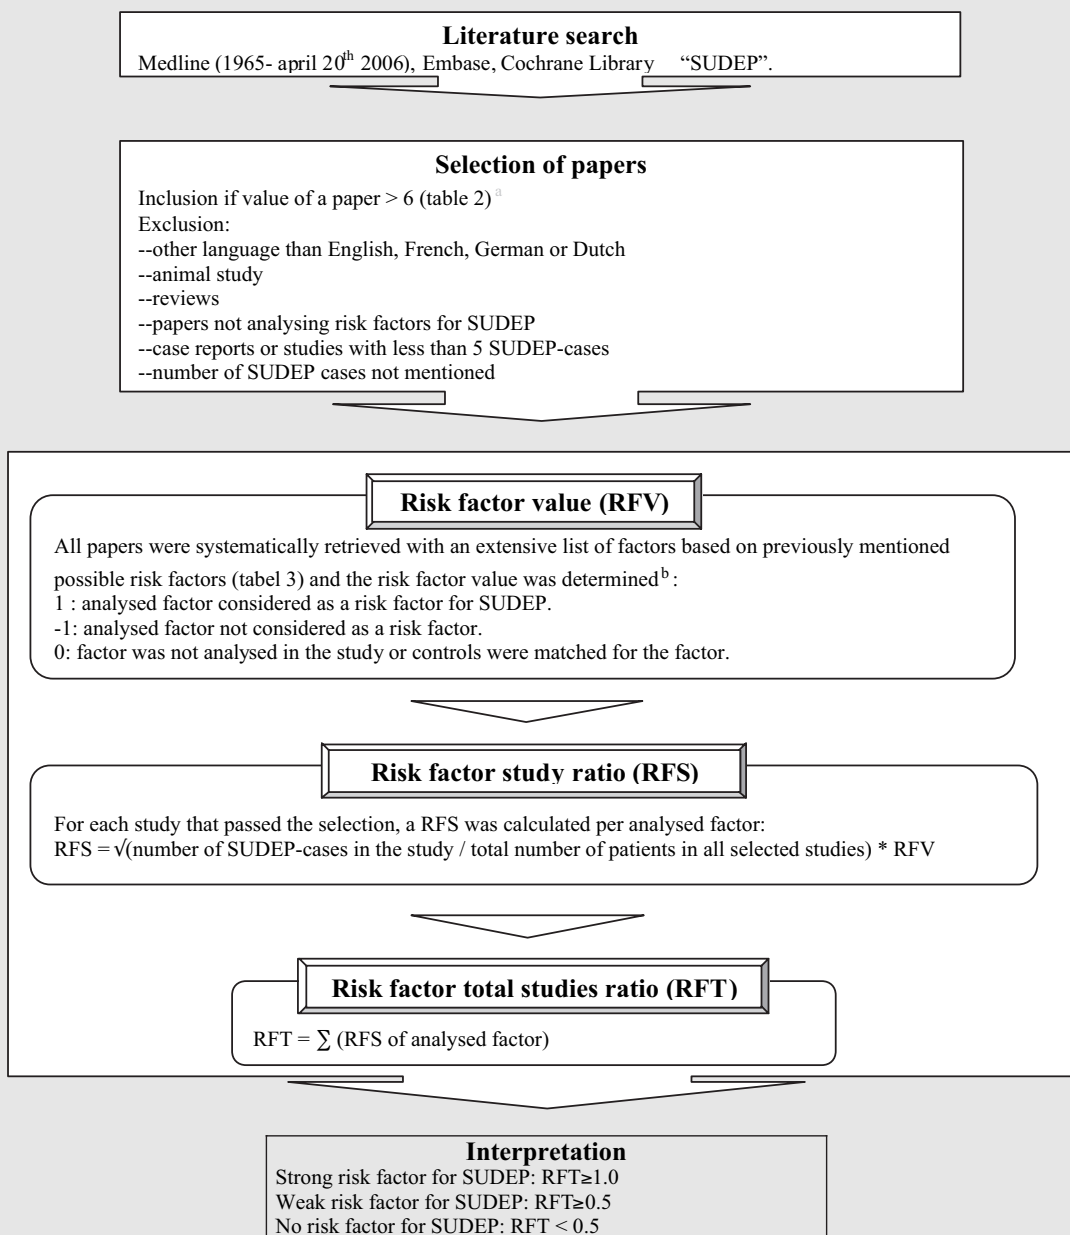 Literature search
Medline (1965- april 20th 2006), Embase, Cochrane Library “SUDEP”.
Selection of papers
Inclusion if value of a paper > 6 (table 2) a
Exclusion:
--other language than English, French, German or Dutch
--animal study
--reviews
--papers not analysing risk factors for SUDEP
--case reports or studies with less than 5 SUDEP-cases
--number of SUDEP cases not mentioned
Risk factor value (RFV)
All papers were systematically retrieved with an extensive list of factors based on previously mentioned
possible risk factors (tabel 3) and the risk factor value was determined b :
1 : analysed factor considered as a risk factor for SUDEP.
-1: analysed factor not considered as a risk factor.
0: factor was not analysed in the study or controls were matched for the factor.
Risk factor study ratio (RFS)
For each study that passed the selection, a RFS was calculated per analysed factor:
RFS = √(number of SUDEP-cases in the study / total number of patients in all selected studies) * RFV
Risk factor total studies ratio (RFT)
RFT = ∑ (RFS of analysed factor)
Interpretation
Strong risk factor for SUDEP: RFT≥1.0
Weak risk factor for SUDEP: RFT≥0.5
No risk factor for SUDEP: RFT < 0.5